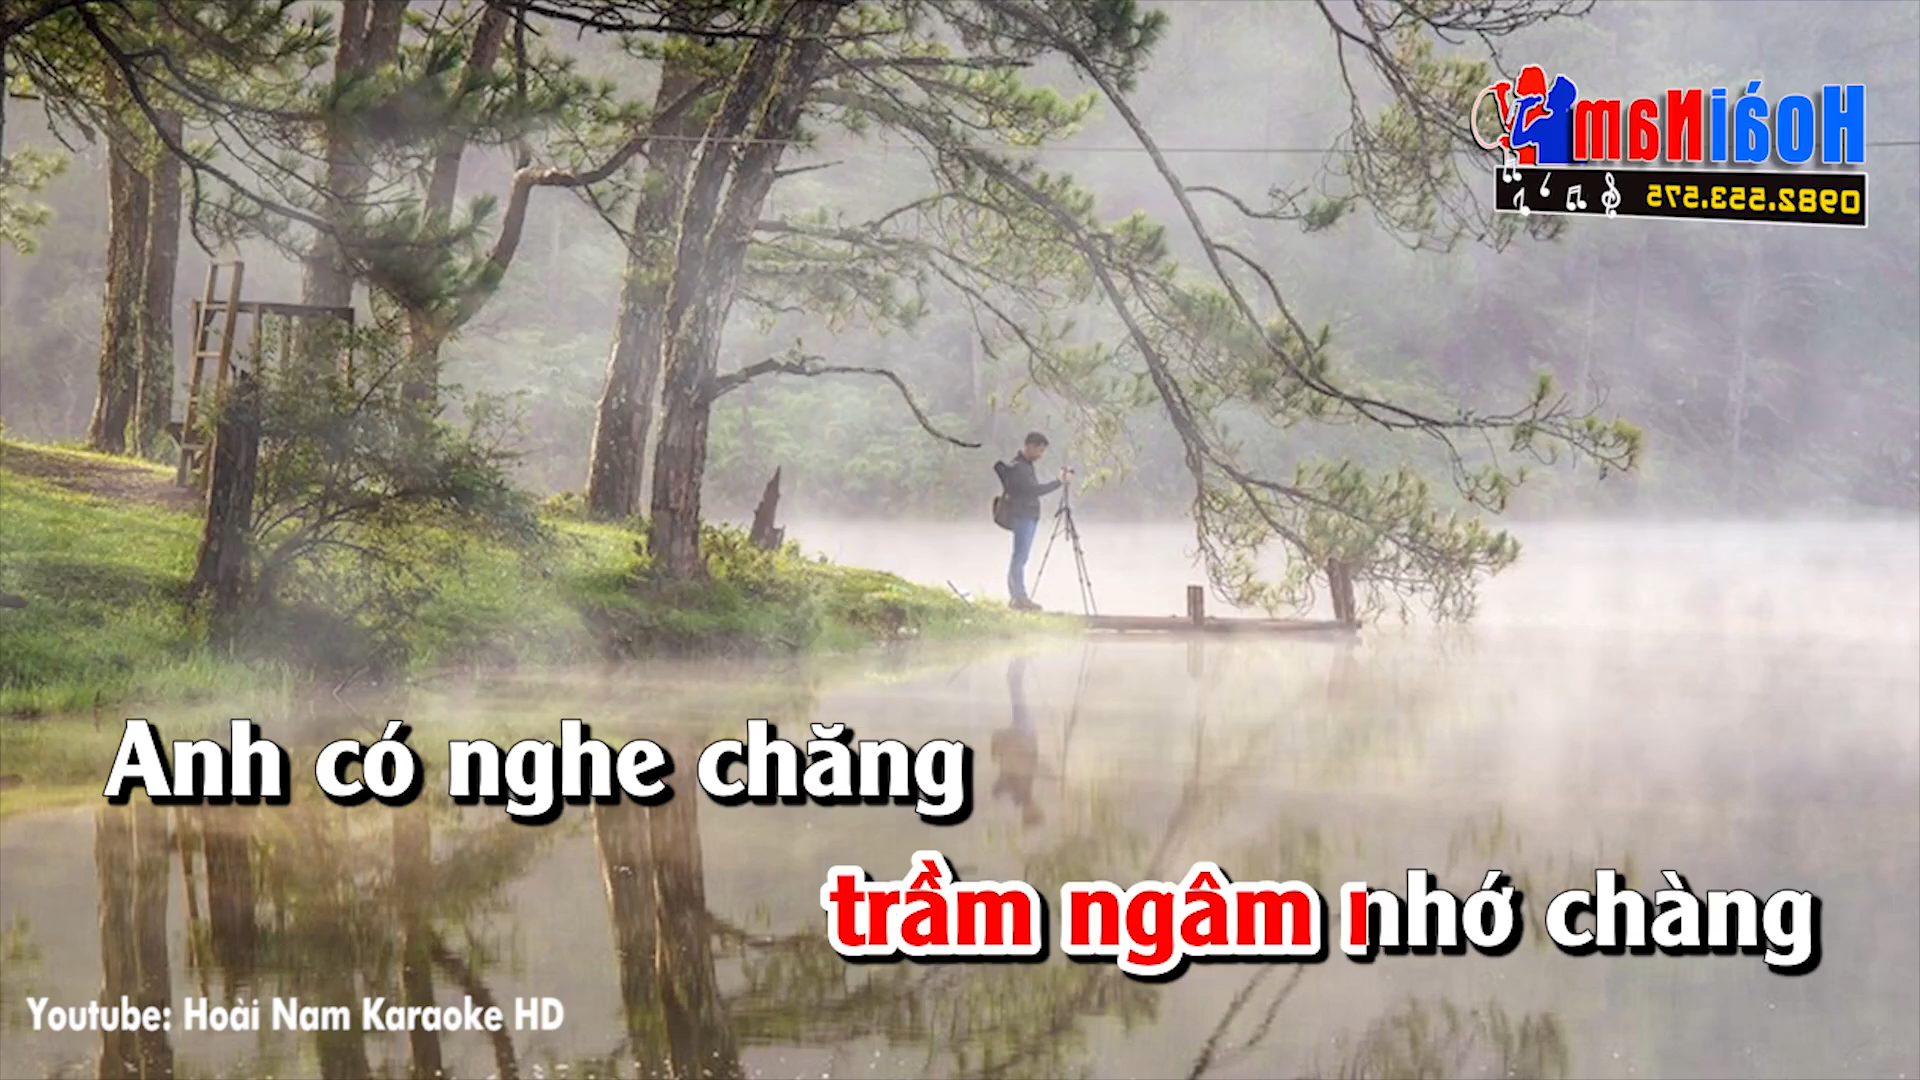 HoàiNam
0982.553.575
Anh có nghe chăng
trầm ngâm nhớ chàng
Youtube: Hoài Nam Karaoke HD